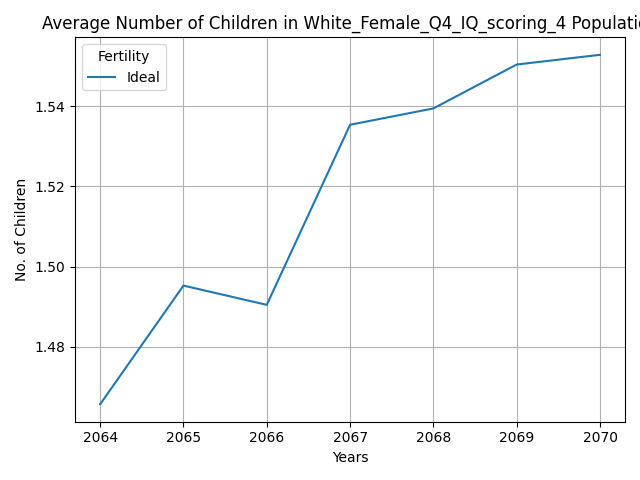 Average Number of Children in White_Female_Q4_IQ_scoring_4 Populatio
Fertility
Ideal
No. of Children
1.54
1.52
1.50
1.48
2064 2065 2066 2067 2068 2069 2070
Years